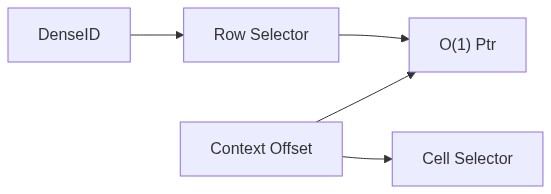 DenseID
Row Selector
O(1) Ptr
Context Offset
Cell Selector